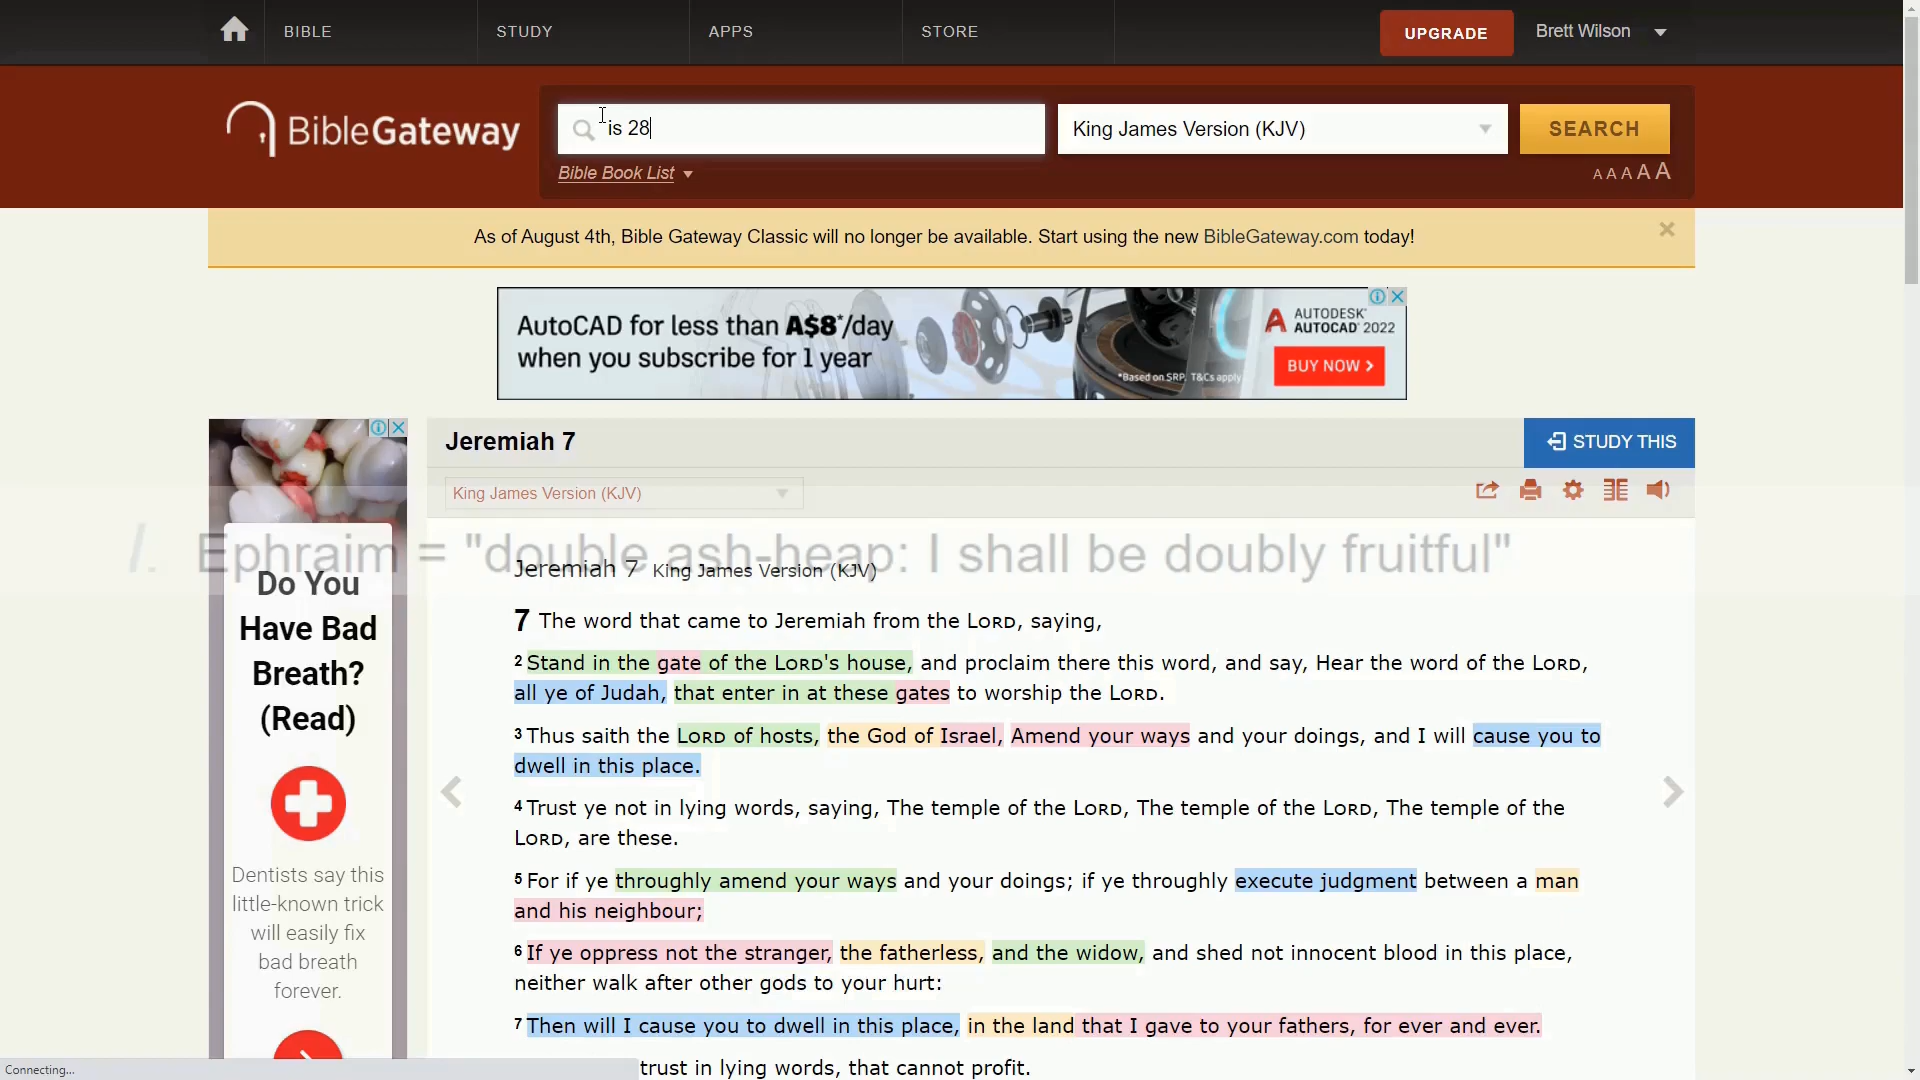 BIBLE STUDY APPS STORE UPGRADE Brett Wilson
BibleGateway
is 28
King James Version (KJV)
SEARCH
Bible Book List
A A A A A
As of August 4th, Bible Gateway Classic will no longer be available. Start using the new BibleGateway.com today!
AutoCAD for less than A$8*/day
when you subscribe for 1 year
AUTODESK®
AUTOCAD® 2022
BUY NOW >
*Based on SRP, T&Cs apply
Jeremiah 7
STUDY THIS
King James Version (KJV)
I. Ephraim = "double ash-heap: I shall be doubly fruitful"
Do You
Have Bad
Breath?
(Read)
Dentists say this
little-known trick
will easily fix
bad breath
forever.
Jeremiah 7 King James Version (KJV)
7 The word that came to Jeremiah from the LORD, saying,
2 Stand in the gate of the LORD's house, and proclaim there this word, and say, Hear the word of the LORD,
all ye of Judah, that enter in at these gates to worship the LORD.
3 Thus saith the LORD of hosts, the God of Israel, Amend your ways and your doings, and I will cause you to
dwell in this place.
4 Trust ye not in lying words, saying, The temple of the LORD, The temple of the LORD, The temple of the
LORD, are these.
5 For if ye throughly amend your ways and your doings; if ye throughly execute judgment between a man
and his neighbour;
6 If ye oppress not the stranger, the fatherless, and the widow, and shed not innocent blood in this place,
neither walk after other gods to your hurt:
7 Then will I cause you to dwell in this place, in the land that I gave to your fathers, for ever and ever.
trust in lying words, that cannot profit.
Connecting...